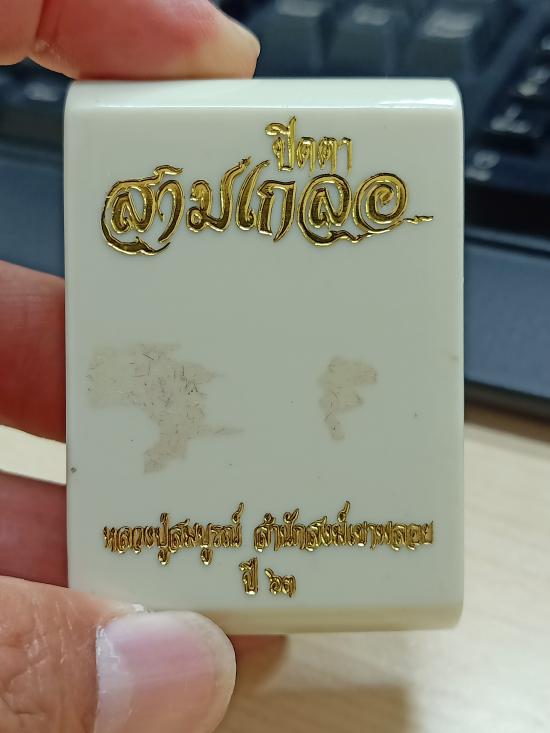 ปิดตา
สามเกลอ
หลวงปู่สมบูรณ์ สำนักสงฆ์เขาพลอย
ปี ๖๓